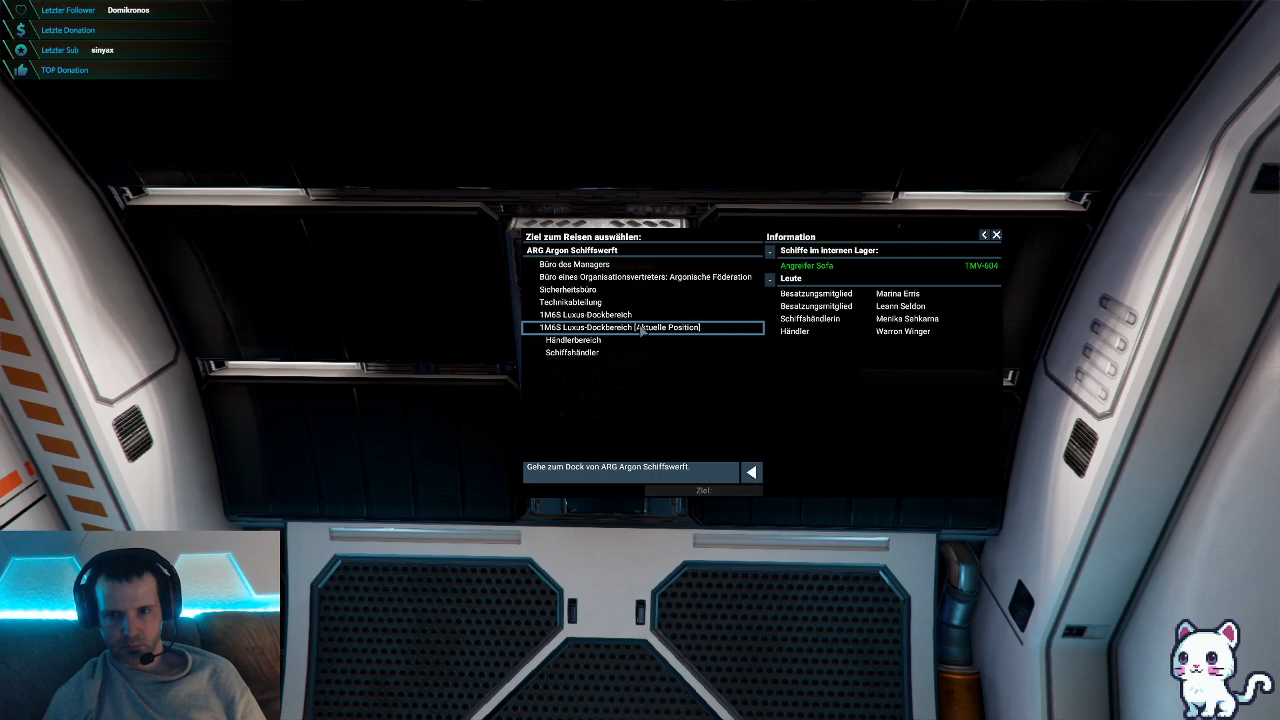 Letzter Follower Domikronos
Letzte Donation
Letzter Sub sinyax
TOP Donation
Ziel zum Reisen auswählen:
ARG Argon Schiffswerft
Büro des Managers
Büro eines Organisationsvertreters: Argonische Föderation
Sicherheitsbüro
Technikabteilung
1M6S Luxus-Dockbereich
1M6S Luxus-Dockbereich [Aktuelle Position]
Händlerbereich
Schiffshändler
Gehe zum Dock von ARG Argon Schiffswerft.
Ziel:
Information
Schiffe im internen Lager:
Angreifer Sofa TMV-604
Leute
Besatzungsmitglied Marina Erris
Besatzungsmitglied Leann Seldon
Schiffshändlerin Menika Sahkarna
Händler Warron Winger